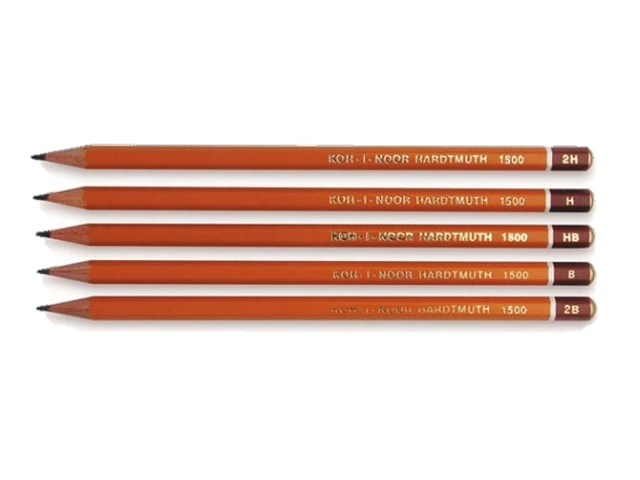 KOH-I-NOOR HARDTMUTH 1500 2H
KOH-I-NOOR HARDTMUTH 1500 H
KOH-I-NOOR HARDTMUTH 1500 HB
KOH-I-NOOR HARDTMUTH 1500 B
KOH-I-NOOR HARDTMUTH 1500 2B